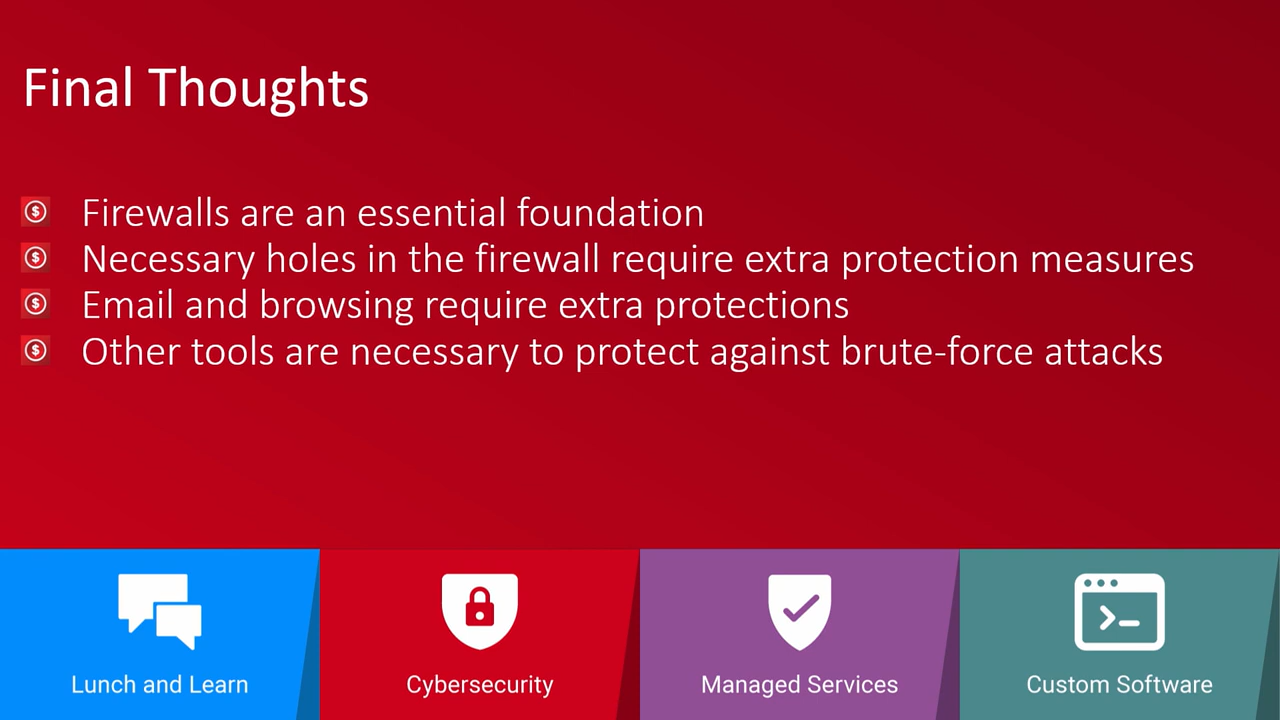 Final Thoughts
Firewalls are an essential foundation
Necessary holes in the firewall require extra protection measures
Email and browsing require extra protections
Other tools are necessary to protect against brute-force attacks
Lunch and Learn
Cybersecurity
Managed Services
Custom Software